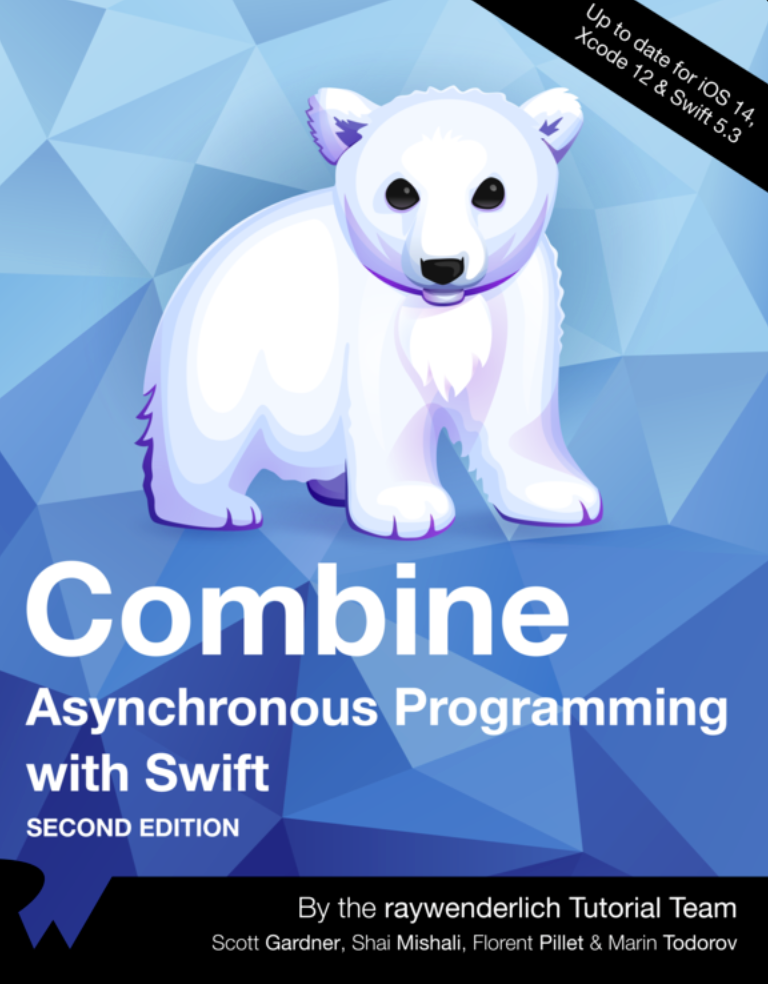 Up to date for iOS 14,
Xcode 12 & Swift 5.3
Combine
Asynchronous Programming
with Swift
SECOND EDITION
By the raywenderlich Tutorial Team
Scott Gardner, Shai Mishali, Florent Pillet & Marin Todorov